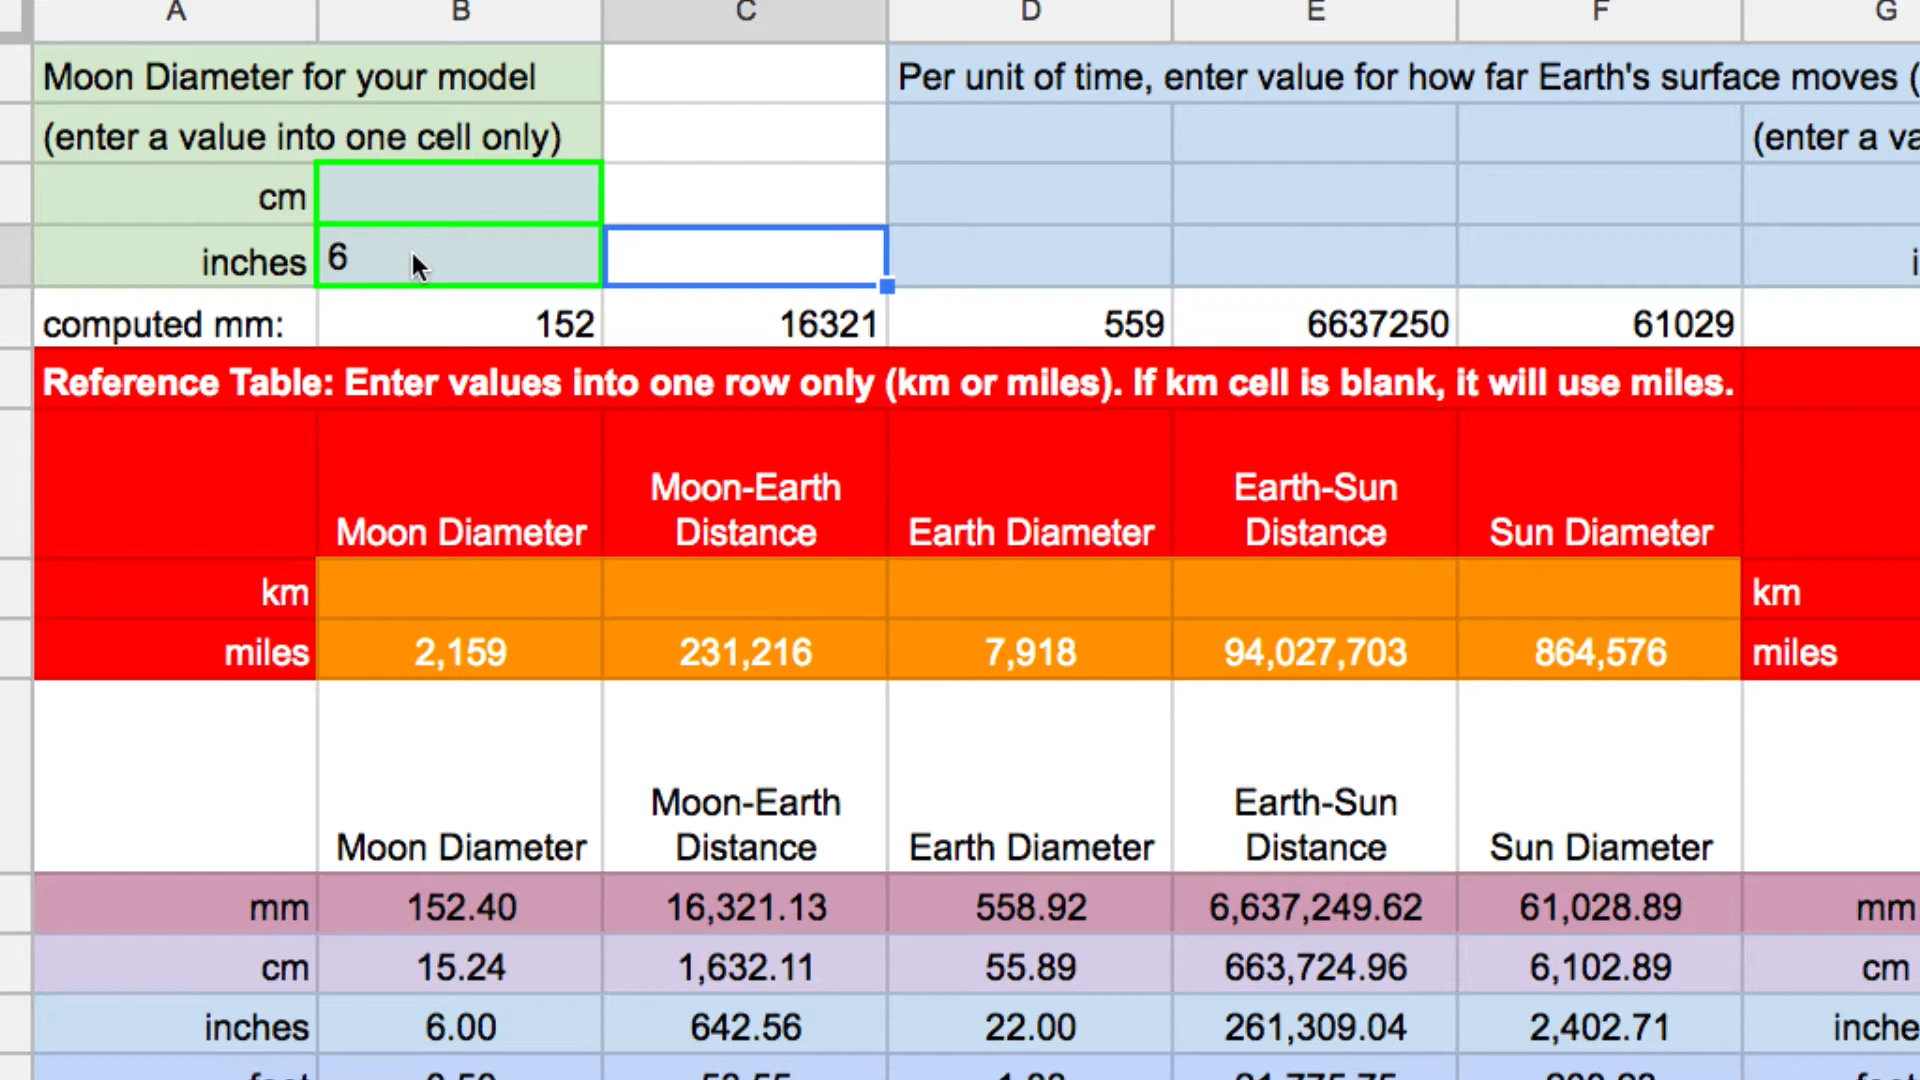 A B C D E F G
Moon Diameter for your model Per unit of time, enter value for how far Earth's surface moves (
(enter a value into one cell only) (enter a va
cm
inches 6 i
computed mm: 152 16321 559 6637250 61029
Reference Table: Enter values into one row only (km or miles). If km cell is blank, it will use miles.
Moon-Earth Earth-Sun
Moon Diameter Distance Earth Diameter Distance Sun Diameter
km km
miles 2,159 231,216 7,918 94,027,703 864,576 miles
Moon-Earth Earth-Sun
Moon Diameter Distance Earth Diameter Distance Sun Diameter
mm 152.40 16,321.13 558.92 6,637,249.62 61,028.89 mm
cm 15.24 1,632.11 55.89 663,724.96 6,102.89 cm
inches 6.00 642.56 22.00 261,309.04 2,402.71 inche